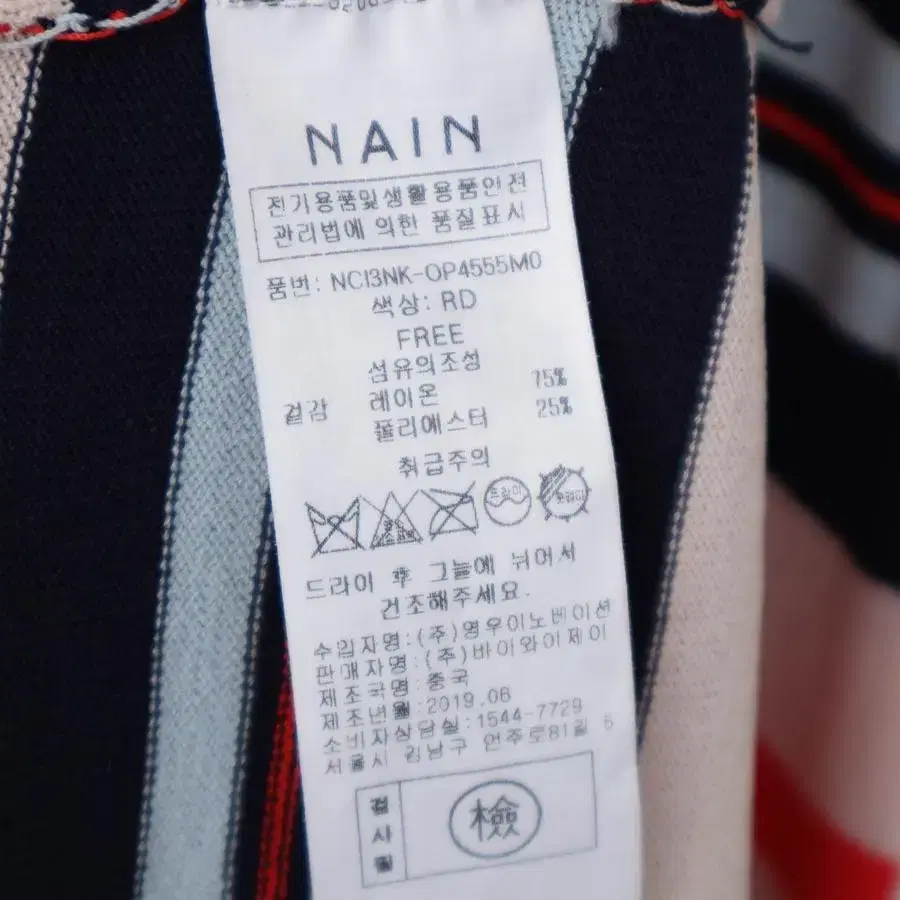 NAIN
전기용품및생활용품안전
관리법에 의한 품질표시
품번: NCI3NK-OP4555M0
색상: RD
FREE
섬유의조성
겉감 레이온 75%
폴리에스터 25%
취급주의
드라이
드라이 후 그늘에 뉘어서
건조해주세요.
수입자명:(주)영우이노베이션
판매자명:(주)바이와이제이
제조국명:중국
제조년월:2019.06
소비자상담실:1544-7729
서울시 강남구 언주로81길 6
검사필
檢